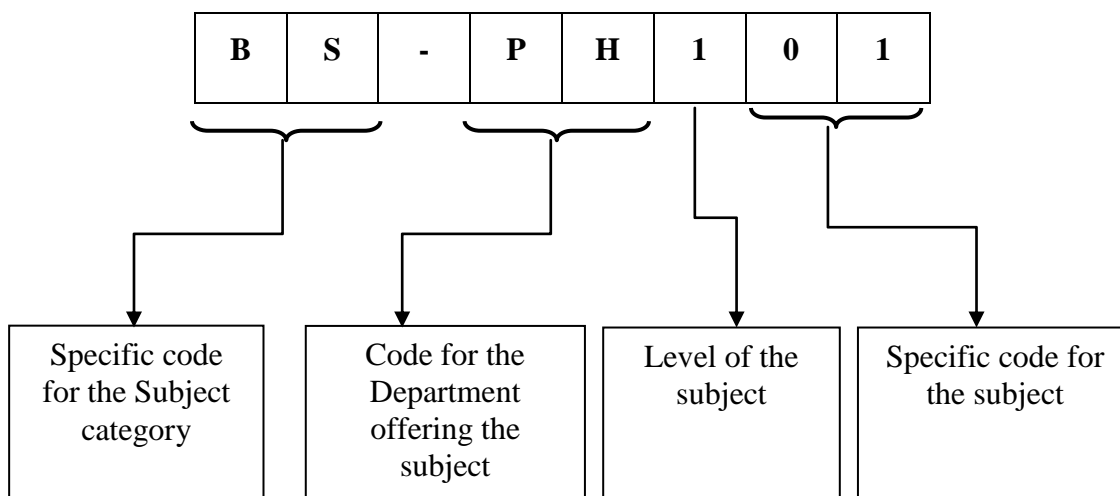 B S - P H 1 0 1
Specific code
for the Subject
category
Code for the
Department
offering the
subject
Level of the
subject
Specific code for
the subject